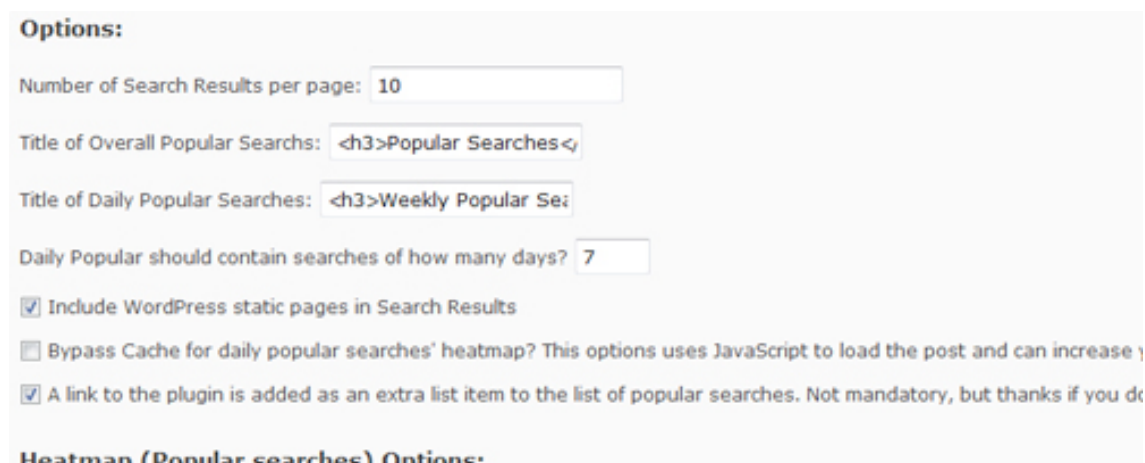 Options:
Number of Search Results per page: 10
Title of Overall Popular Searchs: <h3>Popular Searches</
Title of Daily Popular Searches: <h3>Weekly Popular Sea
Daily Popular should contain searches of how many days? 7
Include WordPress static pages in Search Results
Bypass Cache for daily popular searches' heatmap? This options uses JavaScript to load the post and can increase
A link to the plugin is added as an extra list item to the list of popular searches. Not mandatory, but thanks if you do
Heatmap (Popular searches) Options: